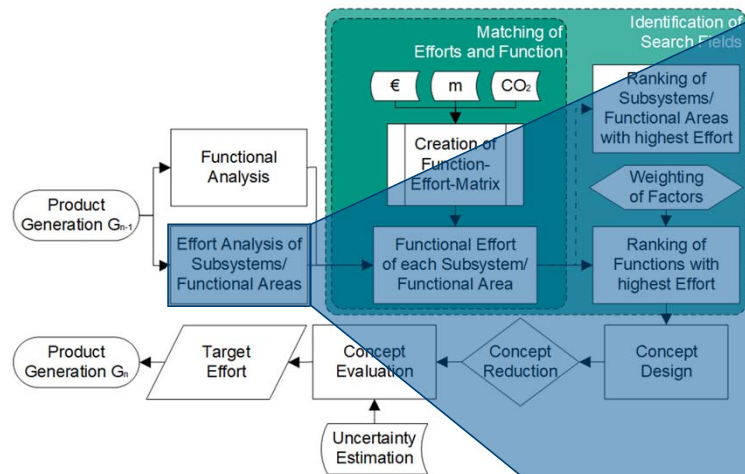 Identification of
Search Fields
Matching of
Efforts and Function
€
m
CO₂
Ranking of
Subsystems/
Functional Areas
with highest Effort
Creation of
Function-
Effort-Matrix
Functional
Analysis
Weighting
of Factors
Product
Generation Gₙ₋₁
Effort Analysis of
Subsystems/
Functional Areas
Functional Effort
of each Subsystem/
Functional Area
Ranking of
Functions with
highest Effort
Product
Generation Gₙ
Target
Effort
Concept
Evaluation
Concept
Reduction
Concept
Design
Uncertainty
Estimation